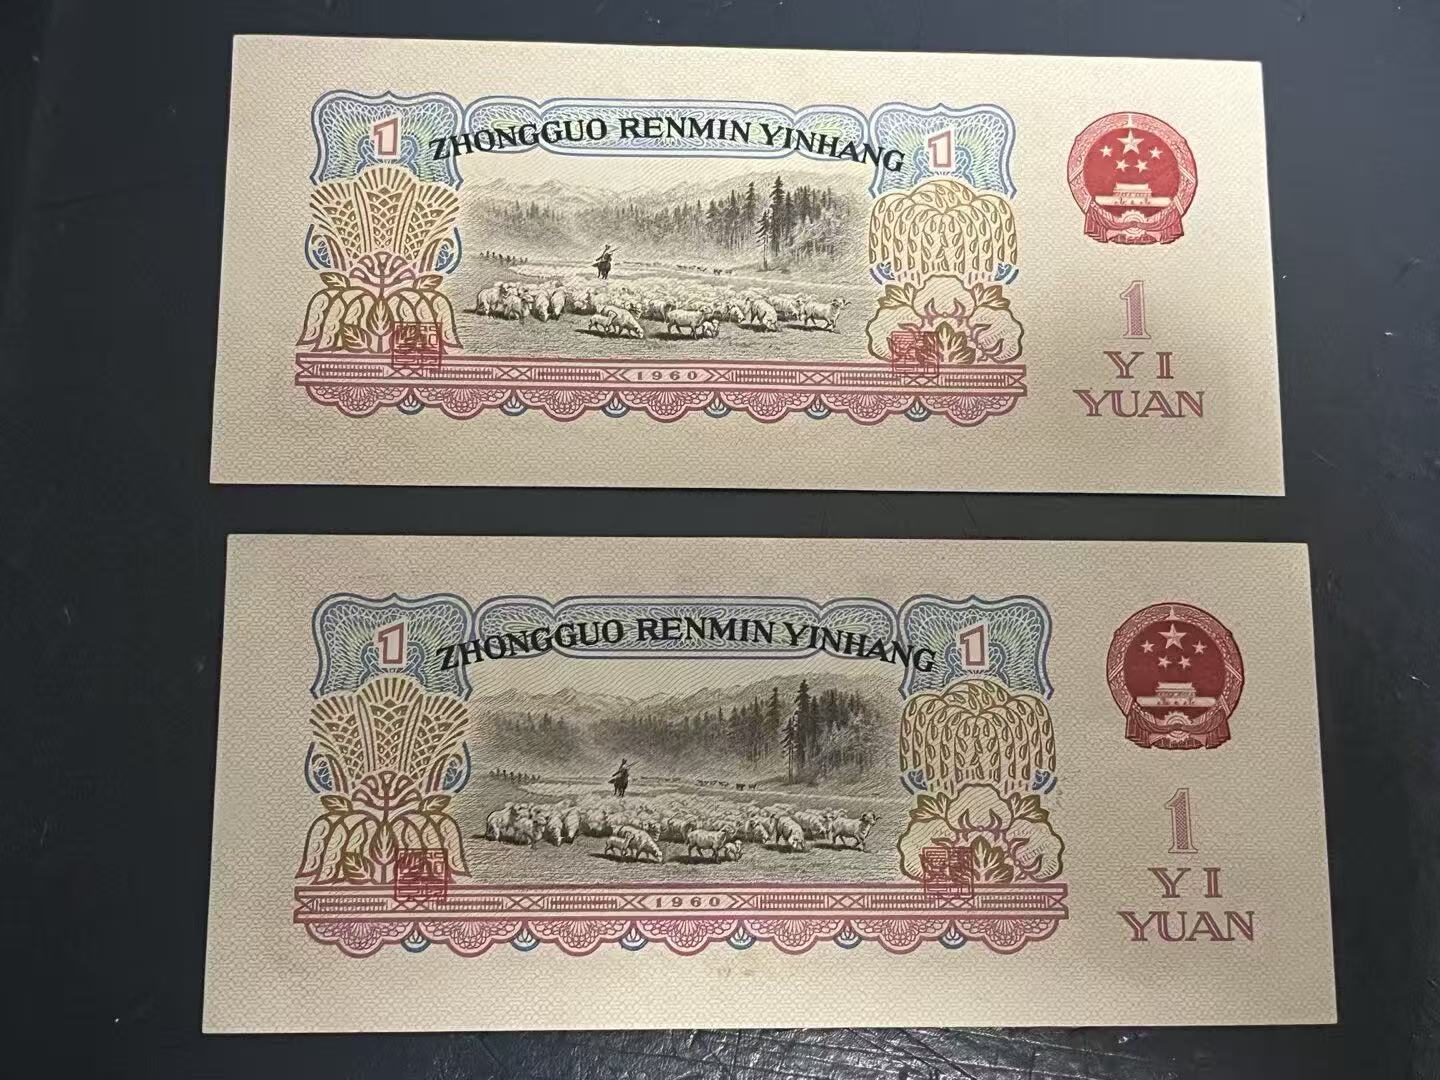 1 ZHONGGUO RENMIN YINHANG 1
1960
1
YI
YUAN
1 ZHONGGUO RENMIN YINHANG 1
1960
1
YI
YUAN